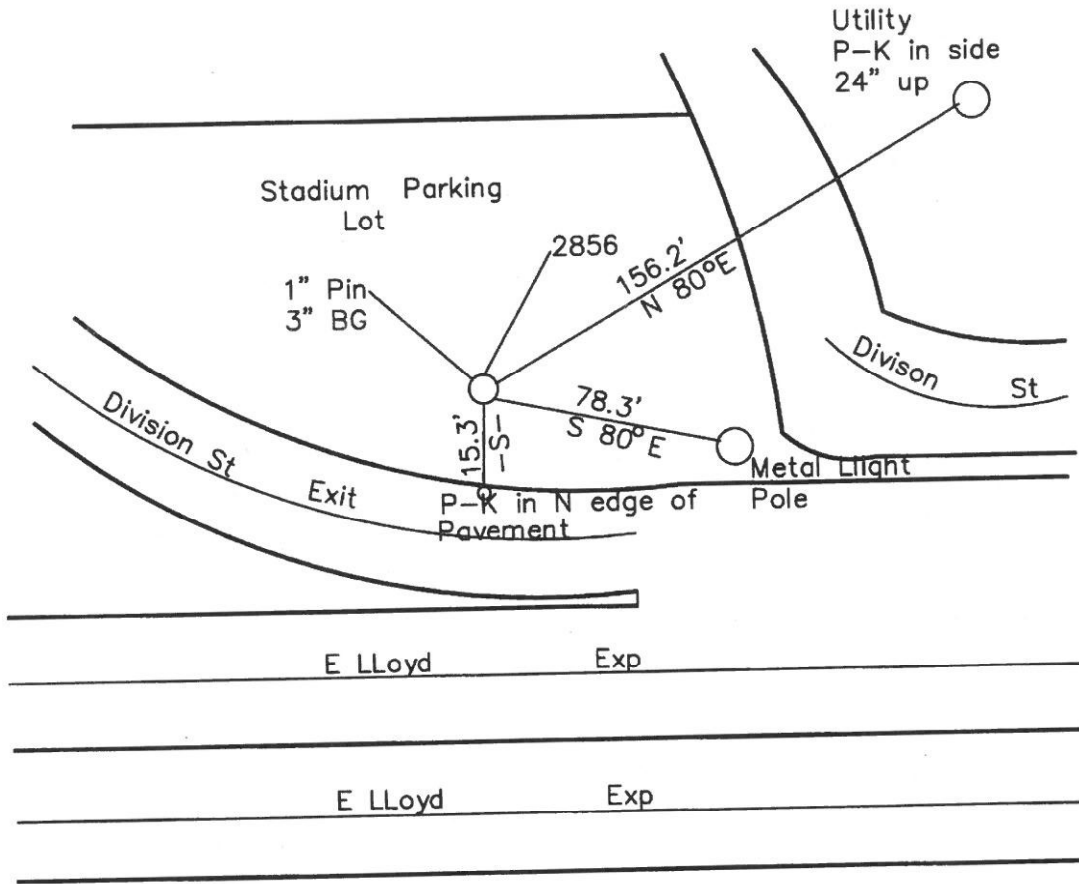 Utility
P-K in side
24" up
Stadium Parking
Lot
2856
1" Pin
3" BG
156.2'
N 80°E
Divison St
78.3'
S 80°E
15.3'
-S-
Division St Exit
Metal LIight
Pole
P-K in N edge of
Pavement
E LLoyd Exp
E LLoyd Exp